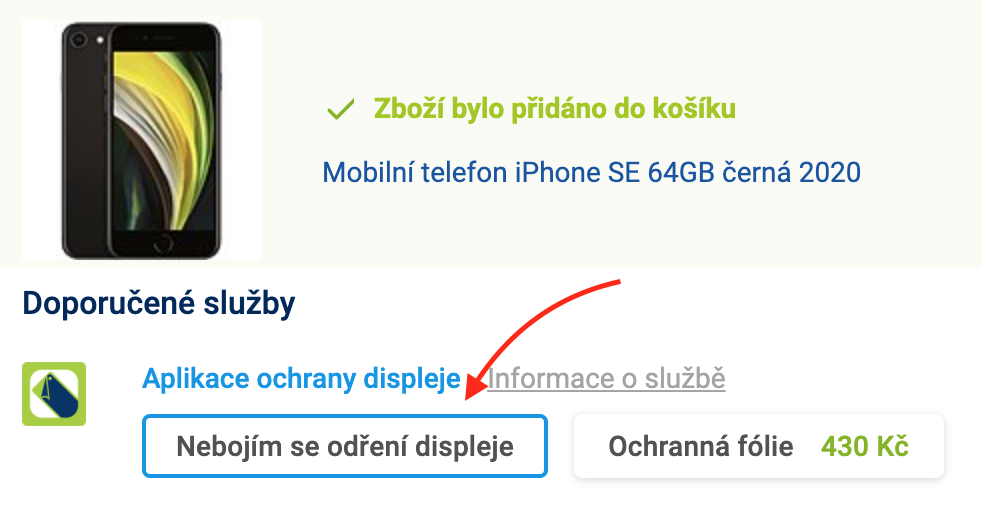 Zboží bylo přidáno do košíku
Mobilní telefon iPhone SE 64GB černá 2020
Doporučené služby
Aplikace ochrany displeje Informace o službě
Nebojím se odření displeje Ochranná fólie 430 Kč